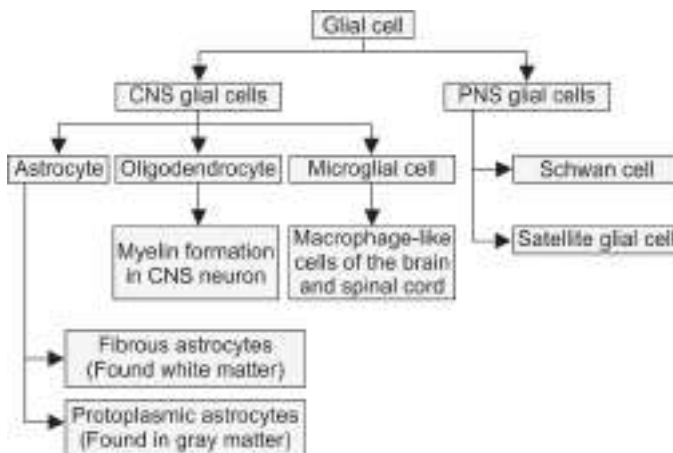 Glial cell
CNS glial cells
PNS glial cells
Astrocyte
Oligodendrocyte
Microglial cell
Schwan cell
Satellite glial cell
Myelin formation
in CNS neuron
Macrophage-like
cells of the brain
and spinal cord
Fibrous astrocytes
(Found white matter)
Protoplasmic astrocytes
(Found in gray matter)